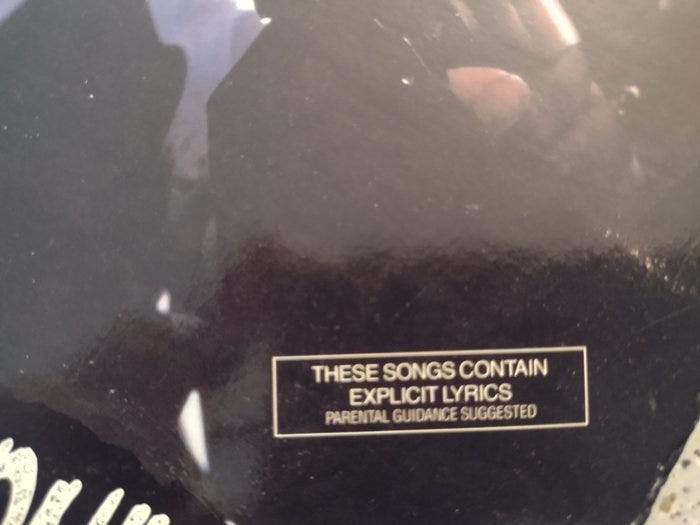 THESE SONGS CONTAIN
EXPLICIT LYRICS
PARENTAL GUIDANCE SUGGESTED